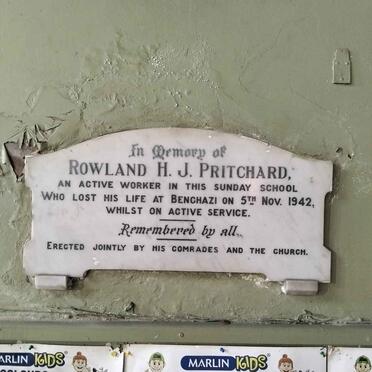 In Memory of
ROWLAND H. J. PRITCHARD,
AN ACTIVE WORKER IN THIS SUNDAY SCHOOL
WHO LOST HIS LIFE AT BENGHAZI ON 5TH NOV. 1942,
WHILST ON ACTIVE SERVICE.
Remembered by all.
ERECTED JOINTLY BY HIS COMRADES AND THE CHURCH.
MARLIN KIDS
MARLIN KIDS